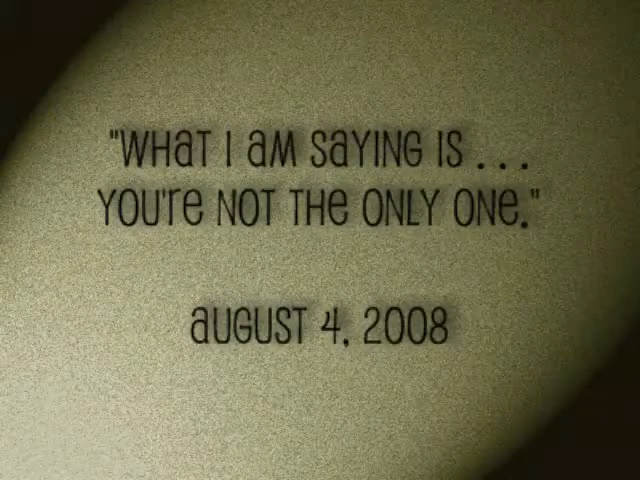 "WHat I aM SaYING IS . . .
YOU're NOT THe ONLY ONe."
aUGUST 4, 2008